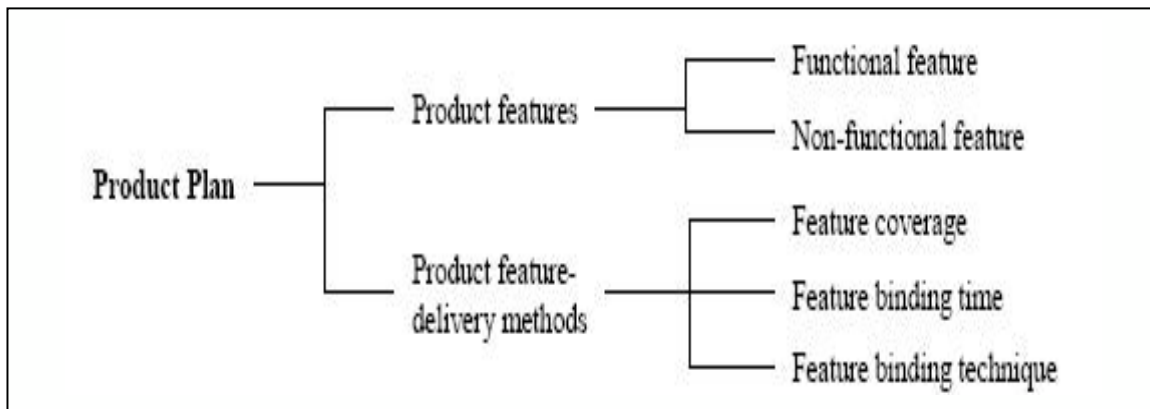 Product Plan
Product features
Functional feature
Non-functional feature
Product feature-
delivery methods
Feature coverage
Feature binding time
Feature binding technique